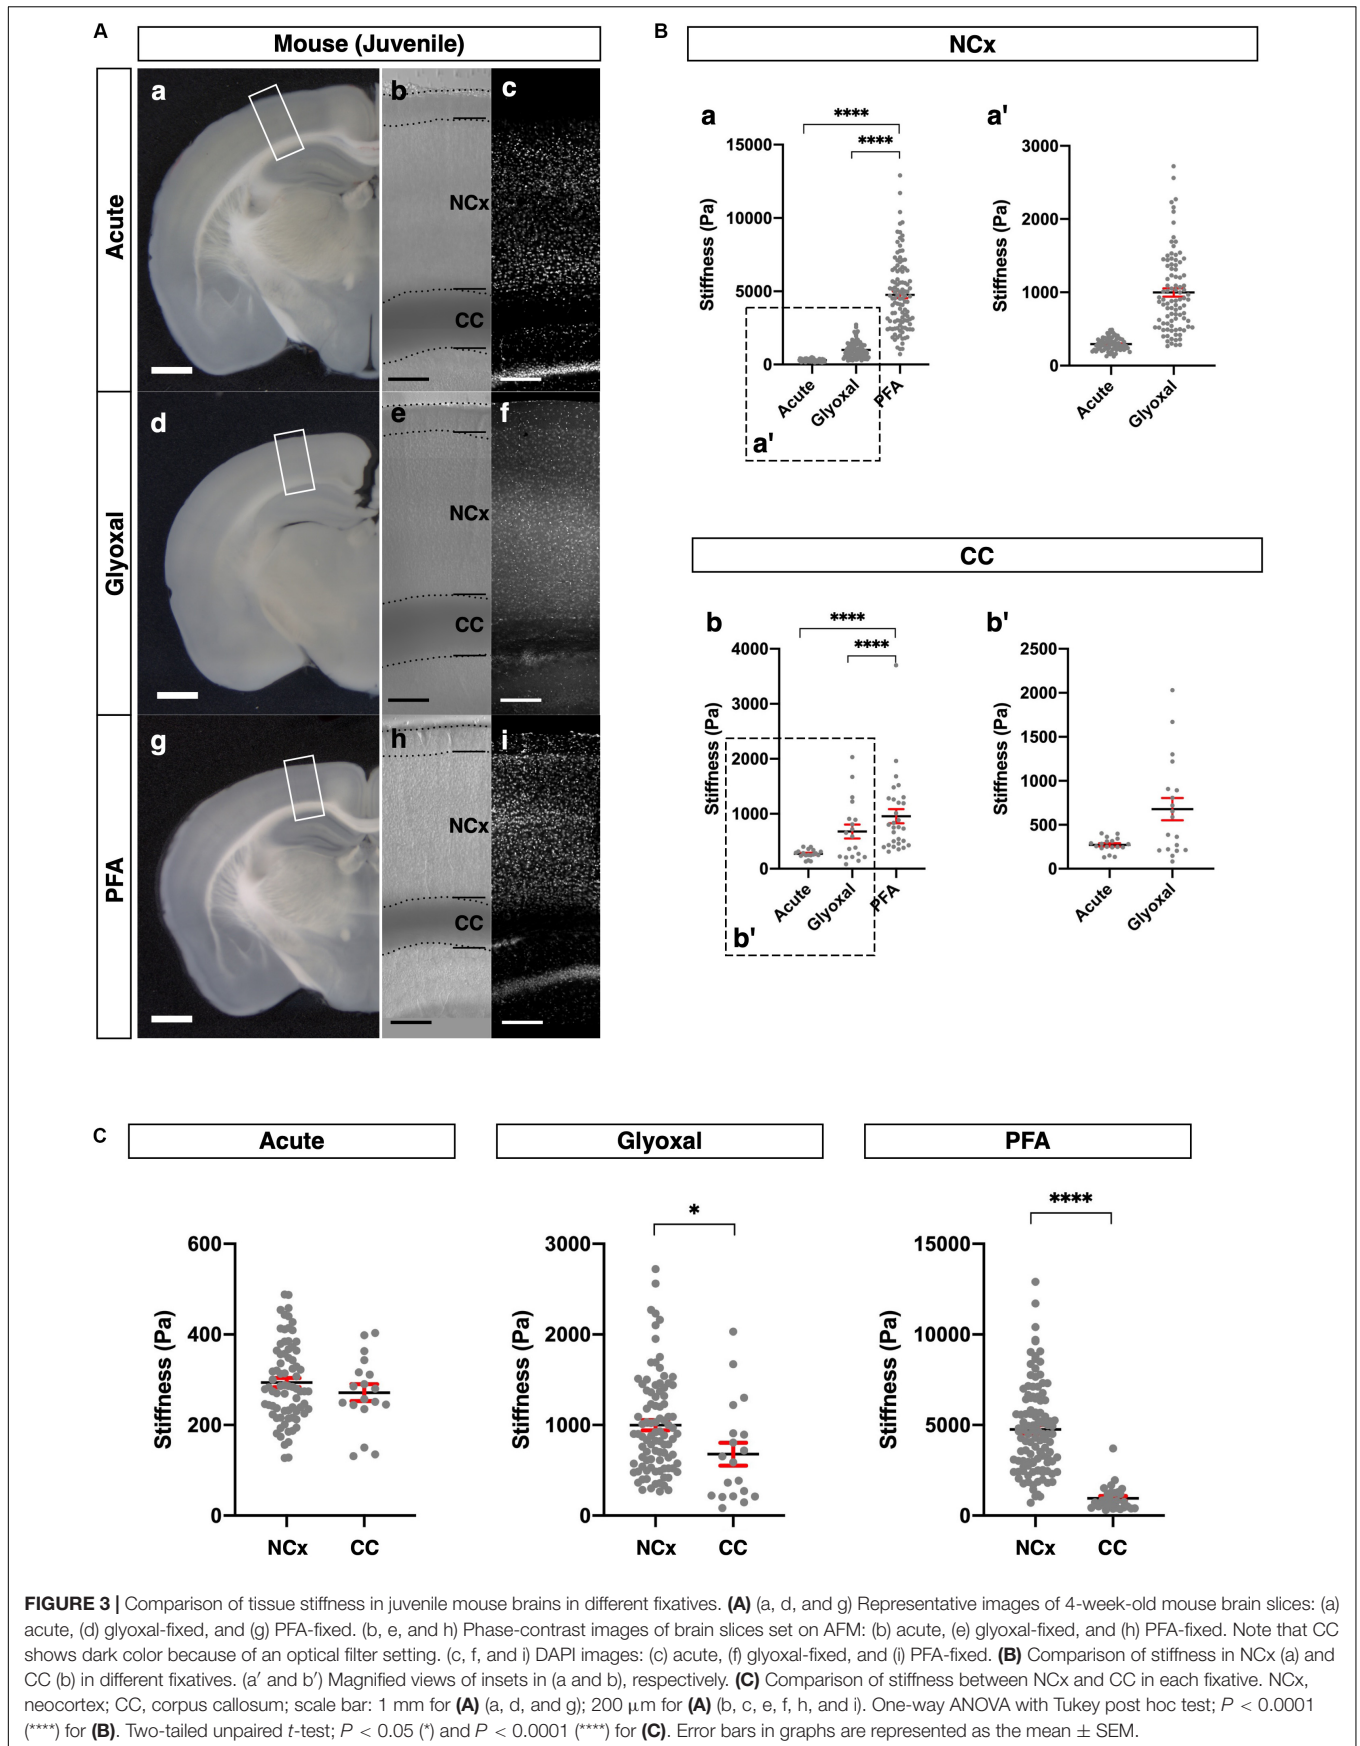 A
Mouse (Juvenile)
Acute
a
b
c
NCx
CC
Glyoxal
d
e
f
NCx
CC
PFA
g
h
i
NCx
CC
B
NCx
a
****
****
15000
10000
5000
0
Stiffness (Pa)
Acute
Glyoxal
PFA
a'
a'
3000
2000
1000
0
Stiffness (Pa)
Acute
Glyoxal
CC
b
****
****
4000
3000
2000
1000
0
Stiffness (Pa)
Acute
Glyoxal
PFA
b'
b'
2500
2000
1500
1000
500
0
Stiffness (Pa)
Acute
Glyoxal
C
Acute
600
400
200
0
Stiffness (Pa)
NCx CC
Glyoxal
*
3000
2000
1000
0
Stiffness (Pa)
NCx CC
PFA
****
15000
10000
5000
0
Stiffness (Pa)
NCx CC
FIGURE 3 | Comparison of tissue stiffness in juvenile mouse brains in different fixatives. (A) (a, d, and g) Representative images of 4-week-old mouse brain slices: (a)
acute, (d) glyoxal-fixed, and (g) PFA-fixed. (b, e, and h) Phase-contrast images of brain slices set on AFM: (b) acute, (e) glyoxal-fixed, and (h) PFA-fixed. Note that CC
shows dark color because of an optical filter setting. (c, f, and i) DAPI images: (c) acute, (f) glyoxal-fixed, and (i) PFA-fixed. (B) Comparison of stiffness in NCx (a) and
CC (b) in different fixatives. (a′ and b′) Magnified views of insets in (a and b), respectively. (C) Comparison of stiffness between NCx and CC in each fixative. NCx,
neocortex; CC, corpus callosum; scale bar: 1 mm for (A) (a, d, and g); 200 μm for (A) (b, c, e, f, h, and i). One-way ANOVA with Tukey post hoc test; P < 0.0001
(****) for (B). Two-tailed unpaired t-test; P < 0.05 (*) and P < 0.0001 (****) for (C). Error bars in graphs are represented as the mean ± SEM.